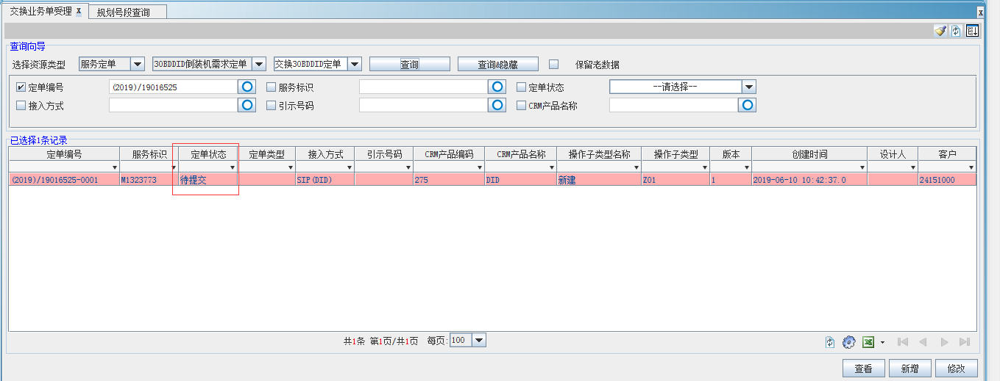 交换业务单受理 X 规划号段查询 X
查询向导
选择资源类型 服务定单 30BDDID倒装机需求定单 交换30BDDID定单 查询 查询&隐藏 保留老数据
定单编号 (2019)/19016525 服务标识 定单状态 --请选择--
接入方式 引示号码 CRM产品名称
已选择1条记录
定单编号 服务标识 定单状态 定单类型 接入方式 引示号码 CRM产品编码 CRM产品名称 操作子类型名称 操作子类型 版本 创建时间 设计人 客户
(2019)/19016525-0001 M1323773 待提交 SIP(DID) 275 DID 新建 Z01 1 2019-06-10 10:42:37.0 24151000
共1条 第1页/共1页 每页: 100
查看 新增 修改